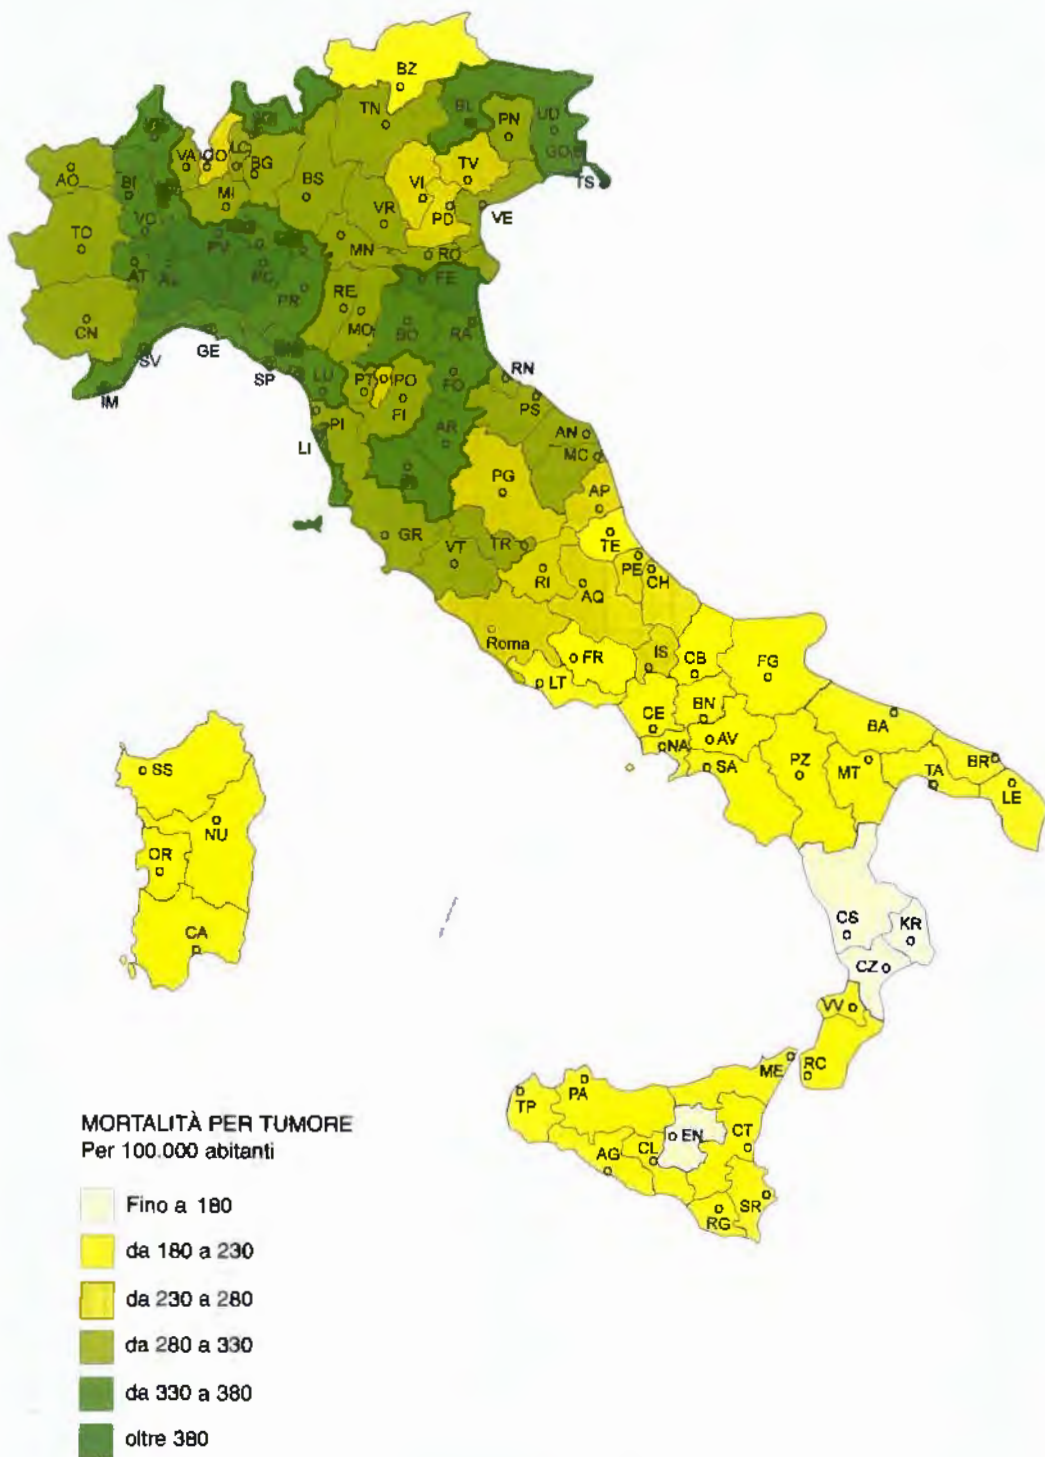 BZ
TN
BL
PN
UD
GO
TS
VA
CO
LC
BG
BS
VI
TV
AO
BI
MI
VR
PD
VE
TO
VC
PV
MN
RO
AT
AL
PC
PR
RE
MO
FE
CN
BO
RA
SV
GE
SP
LU
PT
PO
FI
FO
RN
IM
PI
AR
PS
LI
AN
MC
PG
AP
GR
VT
TR
TE
PE
CH
RI
AQ
Roma
FR
IS
CB
FG
LT
CE
BN
BA
NA
AV
SA
PZ
MT
TA
BR
LE
SS
NU
OR
CA
CS
KR
CZ
VV
ME
RC
TP
PA
EN
CT
AG
CL
SR
RG
MORTALITÀ PER TUMORE
Per 100.000 abitanti
Fino a 180
da 180 a 230
da 230 a 280
da 280 a 330
da 330 a 380
oltre 380